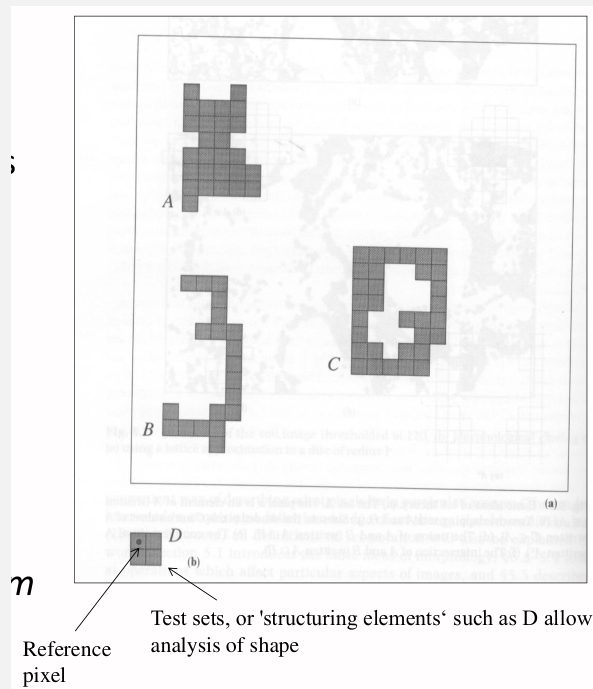 s
A
C
B
(a)
D
(b)
m
Test sets, or 'structuring elements‘ such as D allow
analysis of shape
Reference
pixel